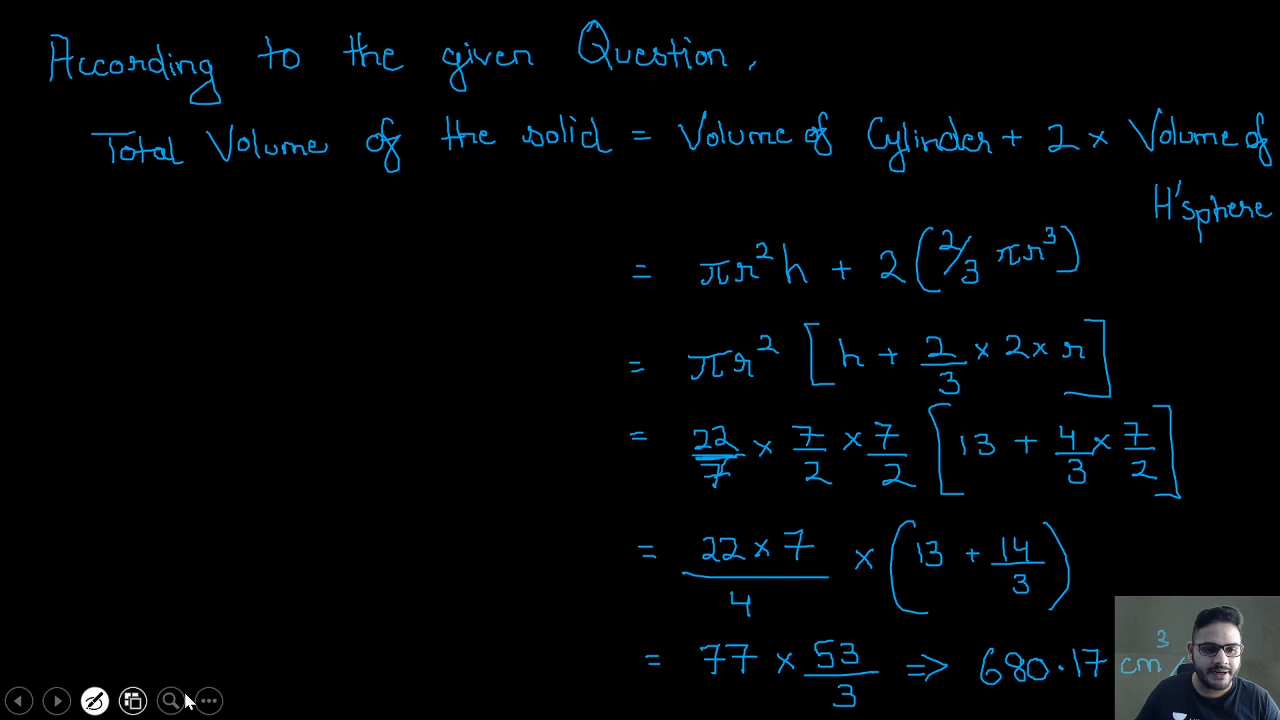 According to the given Question,
Total Volume of the solid = Volume of Cylinder + 2 × Volume of
H'sphere
= πr²h + 2(2/3 πr³)
= πr² [h + 2/3 × 2 × r]
= 22/7 × 7/2 × 7/2 [13 + 4/3 × 7/2]
= 22 × 7/4 × (13 + 14/3)
= 77 × 53/3 => 680.17 cm³